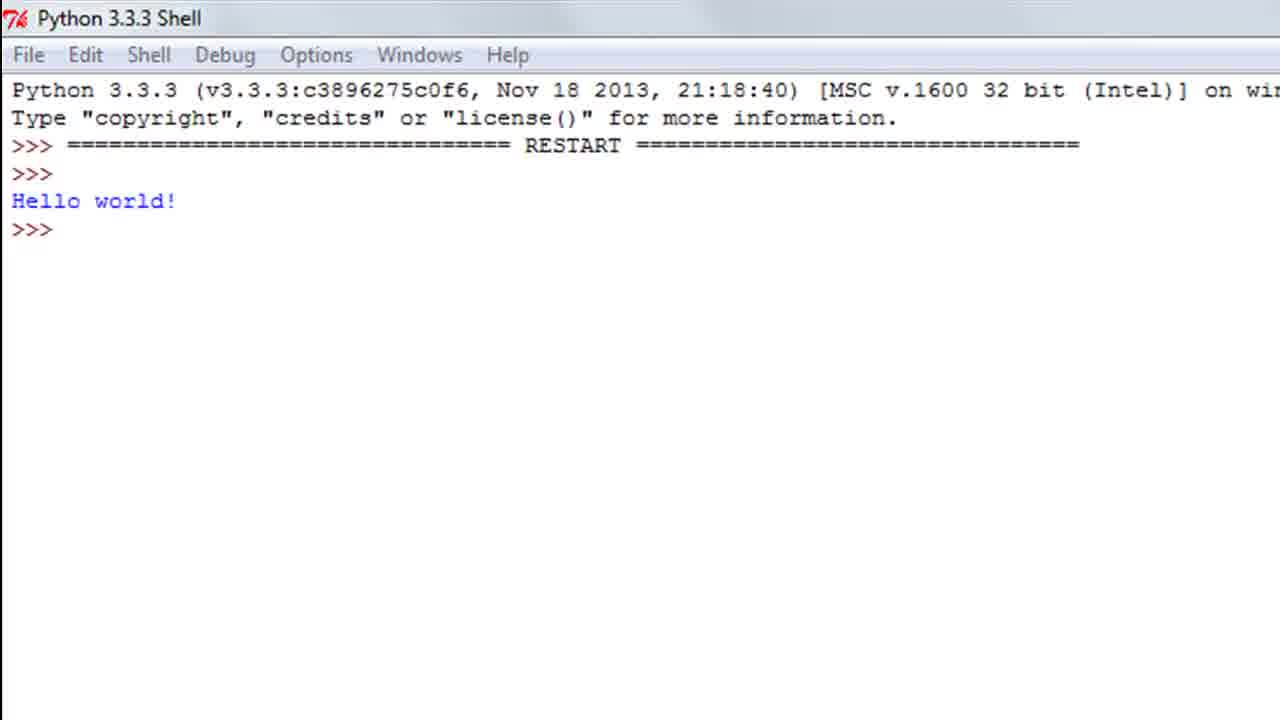 Python 3.3.3 Shell
File Edit Shell Debug Options Windows Help
Python 3.3.3 (v3.3.3:c3896275c0f6, Nov 18 2013, 21:18:40) [MSC v.1600 32 bit (Intel)] on win
Type "copyright", "credits" or "license()" for more information.
>>> ================================ RESTART ================================
>>>
Hello world!
>>>